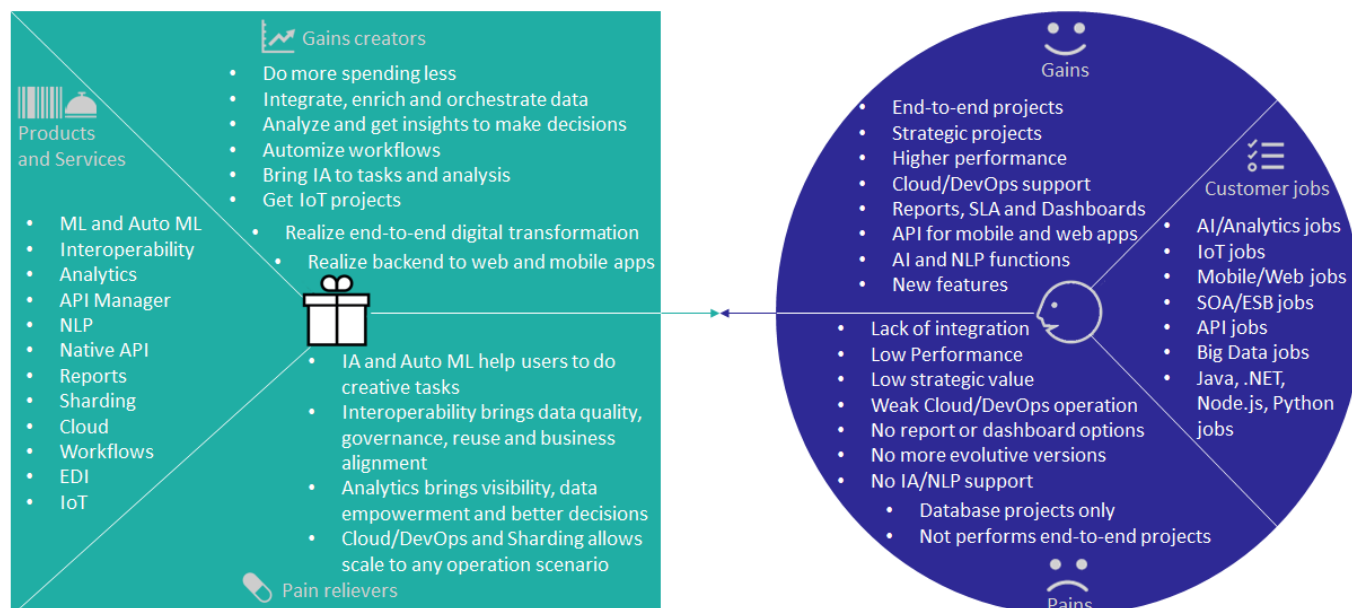 Gains creators
• Do more spending less
• Integrate, enrich and orchestrate data
• Analyze and get insights to make decisions
• Automize workflows
• Bring IA to tasks and analysis
• Get IoT projects
• Realize end-to-end digital transformation
• Realize backend to web and mobile apps
Products
and Services
• ML and Auto ML
• Interoperability
• Analytics
• API Manager
• NLP
• Native API
• Reports
• Sharding
• Cloud
• Workflows
• EDI
• IoT
• IA and Auto ML help users to do
creative tasks
• Interoperability brings data quality,
governance, reuse and business
alignment
• Analytics brings visibility, data
empowerment and better decisions
• Cloud/DevOps and Sharding allows
scale to any operation scenario
Pain relievers
Gains
• End-to-end projects
• Strategic projects
• Higher performance
• Cloud/DevOps support
• Reports, SLA and Dashboards
• API for mobile and web apps
• AI and NLP functions
• New features
Customer jobs
• AI/Analytics jobs
• IoT jobs
• Mobile/Web jobs
• SOA/ESB jobs
• API jobs
• Big Data jobs
• Java, .NET,
Node.js, Python
jobs
• Lack of integration
• Low Performance
• Low strategic value
• Weak Cloud/DevOps operation
• No report or dashboard options
• No more evolutive versions
• No IA/NLP support
• Database projects only
• Not performs end-to-end projects
Pains